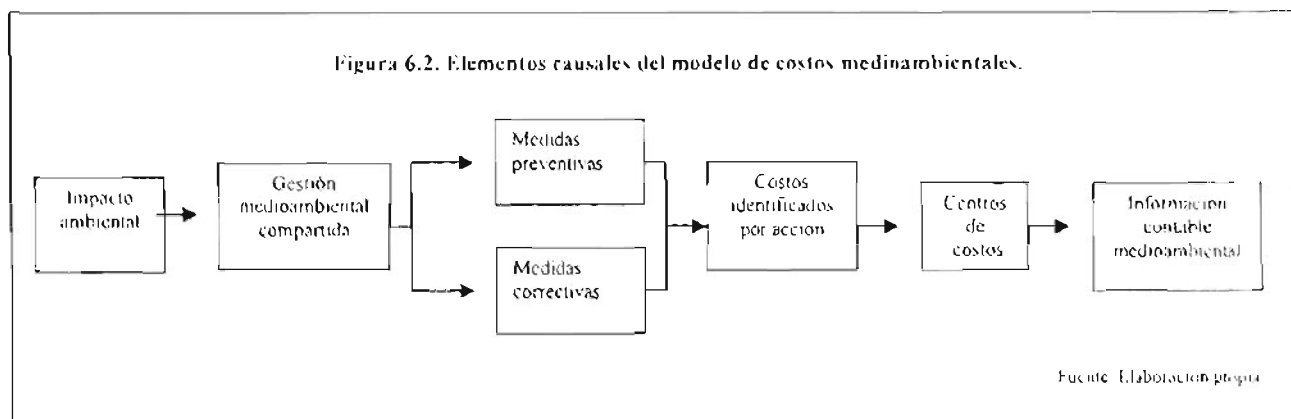 Figura 6.2. Elementos causales del modelo de costos medioambientales.
Impacto
ambiental
Gestión
medioambiental
compartida
Medidas
preventivas
Medidas
correctivas
Costos
identificados
por acción
Centros
de
costos
Información
contable
medioambiental
Fuente: Elaboración propia